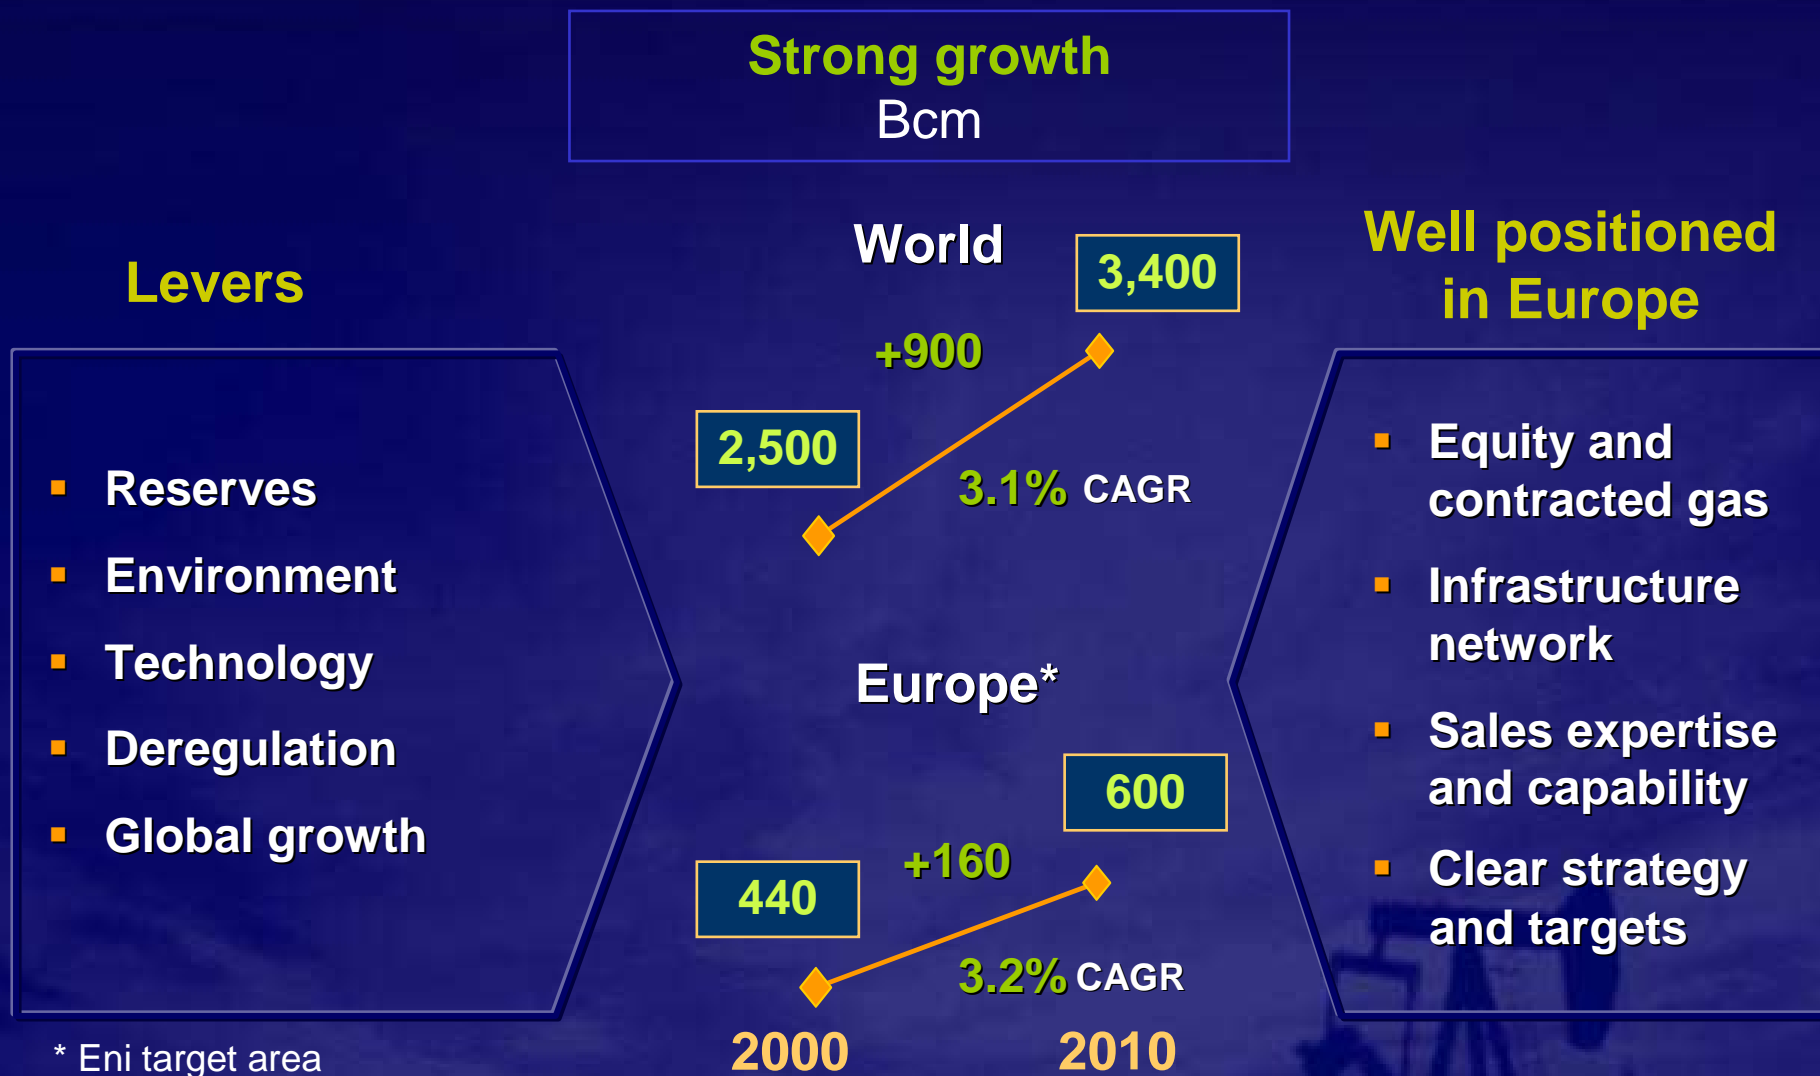 Strong growth
Bcm
Levers
Reserves
Environment
Technology
Deregulation
Global growth
World
3,400
+900
2,500
3.1% CAGR
Europe*
600
+160
440
3.2% CAGR
2000 2010
Well positioned
in Europe
Equity and
contracted gas
Infrastructure
network
Sales expertise
and capability
Clear strategy
and targets
* Eni target area